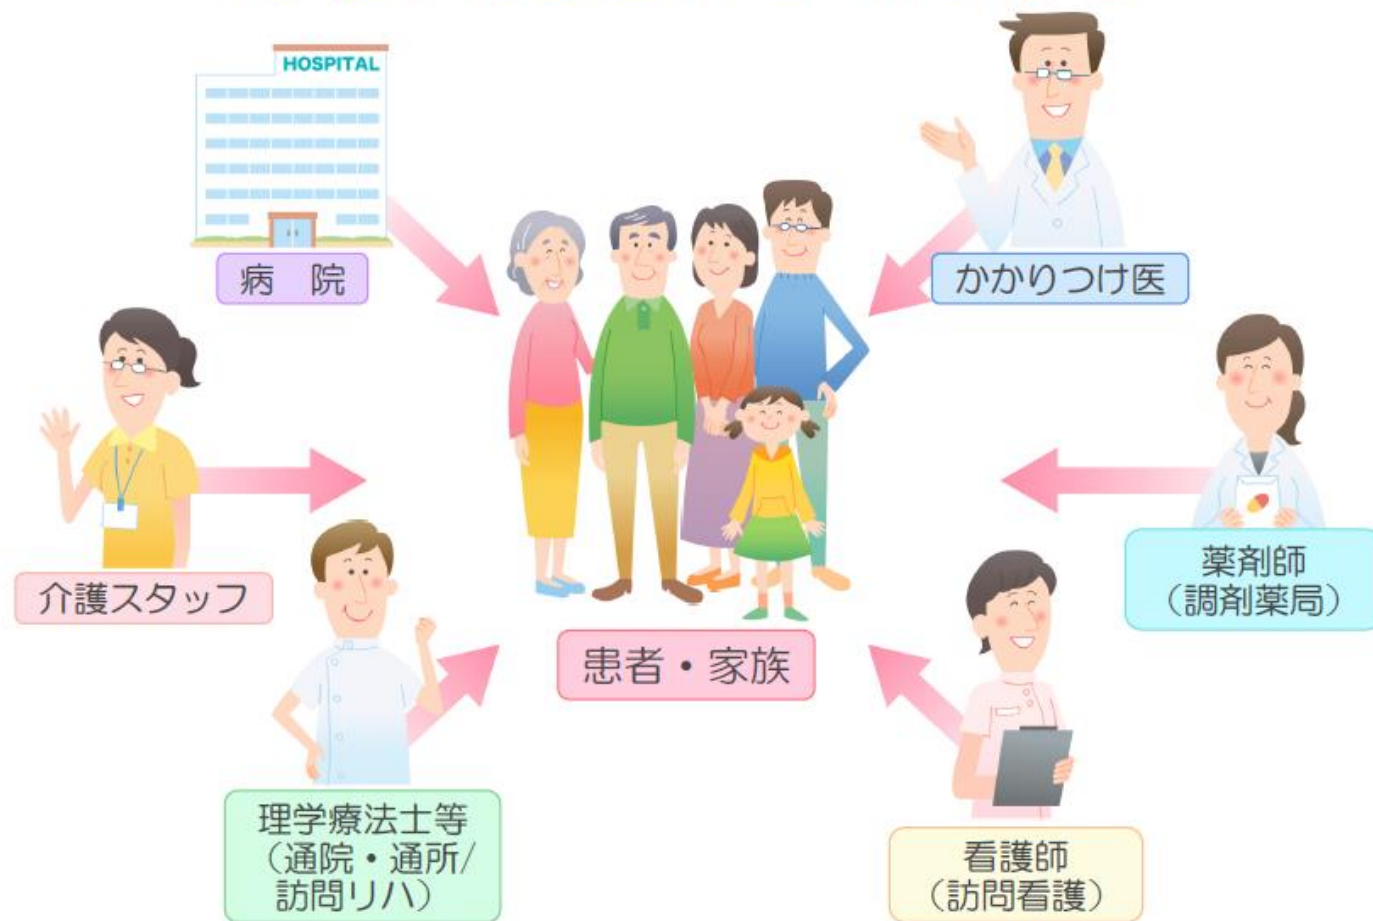 HOSPITAL
病　院
かかりつけ医
介護スタッフ
薬剤師
（調剤薬局）
患者・家族
理学療法士等
（通院・通所/
訪問リハ）
看護師
（訪問看護）